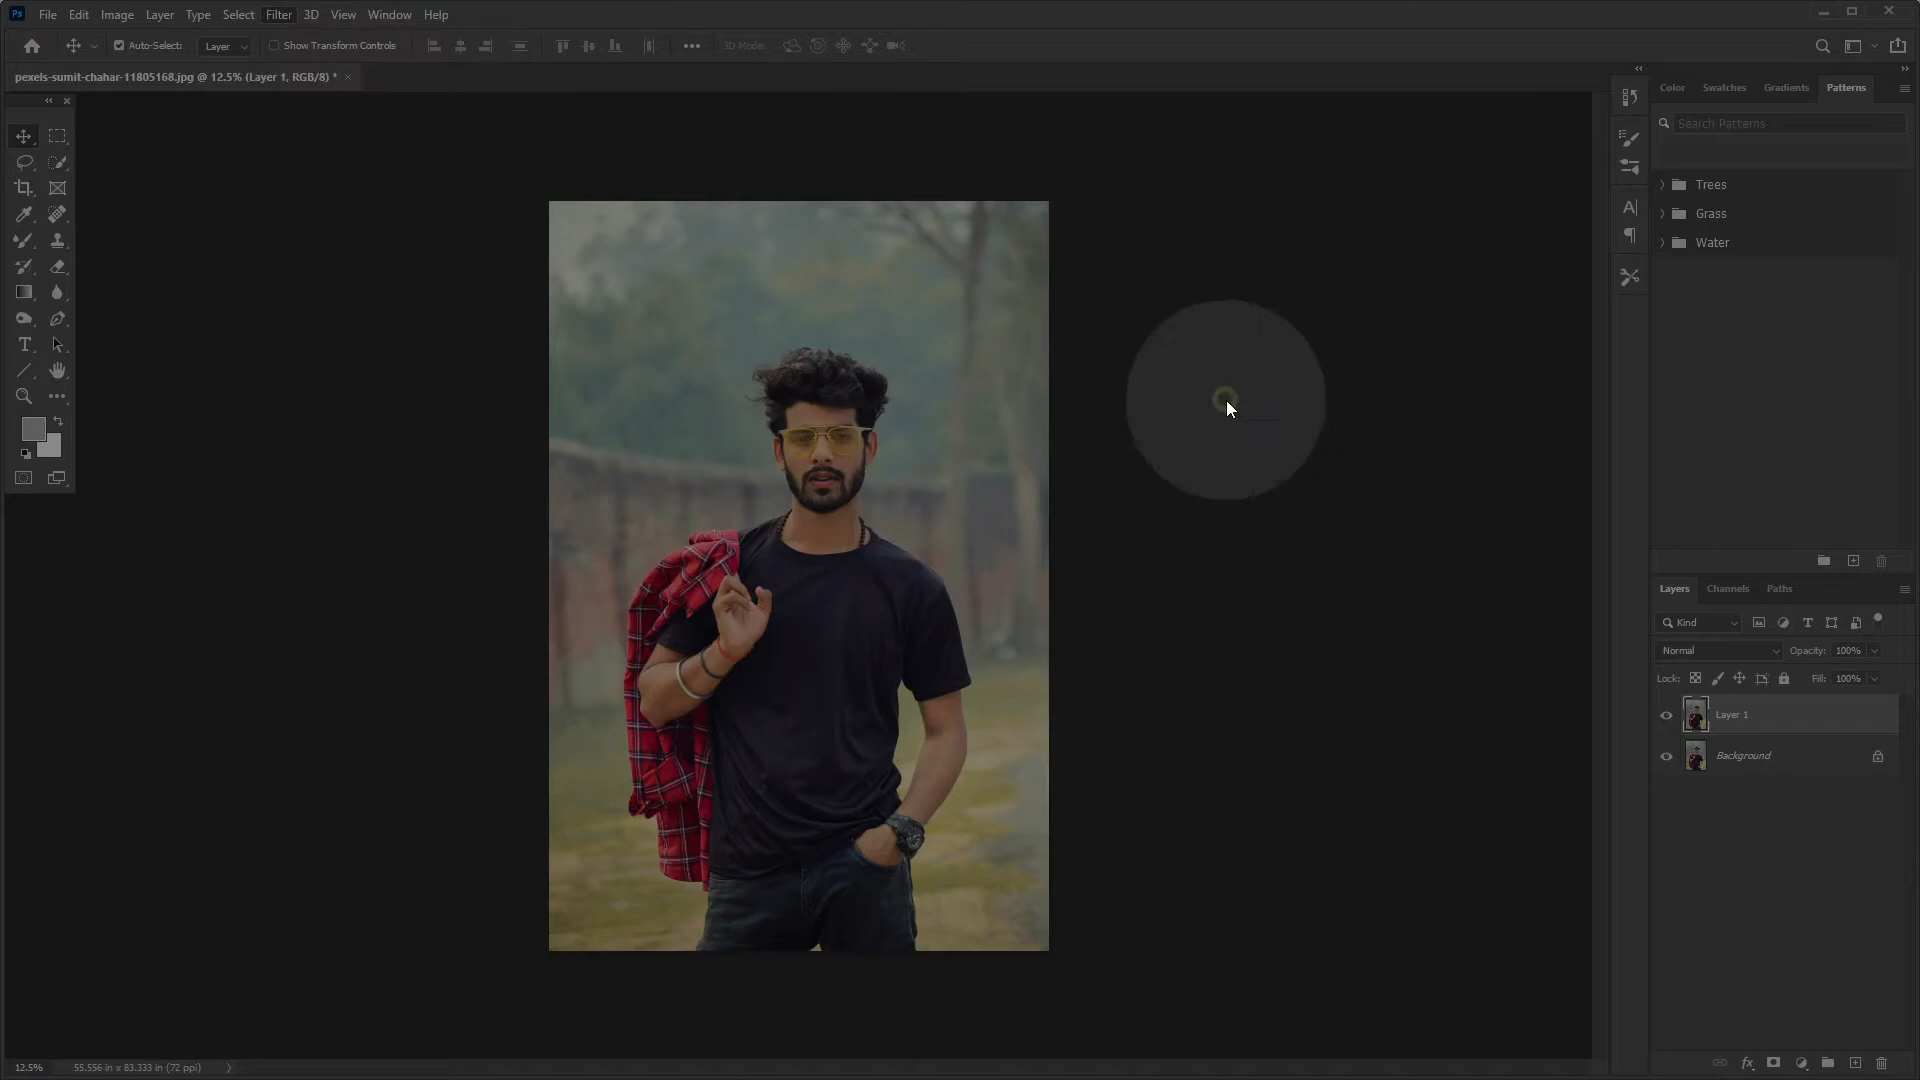 Ps File Edit Image Layer Type Select Filter 3D View Window Help
Auto-Select: Layer Show Transform Controls ••• 3D Mode:
pexels-sumit-chahar-11805168.jpg @ 12.5% (Layer 1, RGB/8) * ×
Color Swatches Gradients Patterns
Search Patterns
Trees
Grass
Water
Layers Channels Paths
Kind
Normal Opacity: 100%
Lock: Fill: 100%
Layer 1
Background
12.5% 55.556 in x 83.333 in (72 ppi)